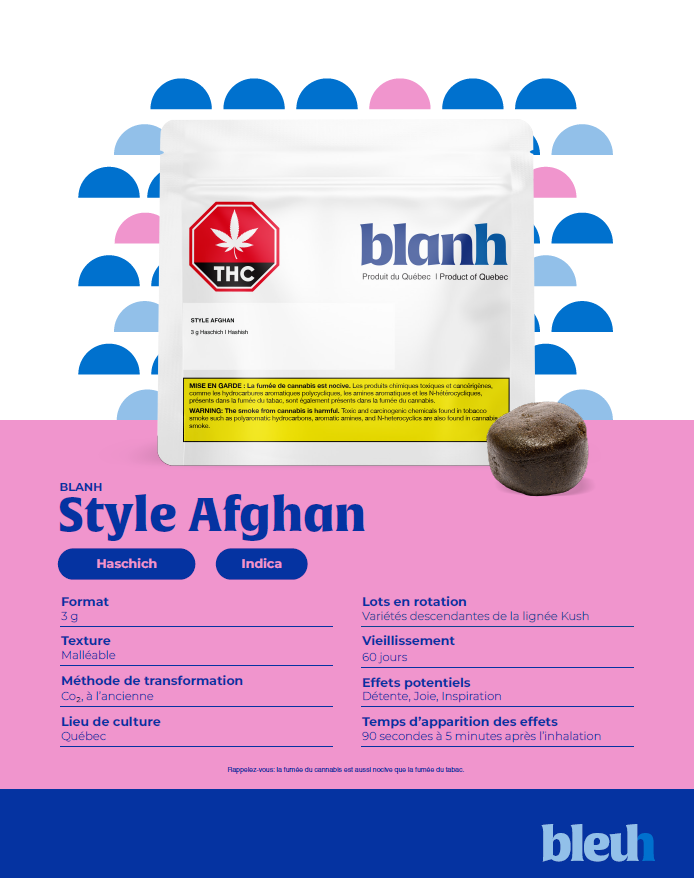 THC
blanh
Produit du Québec | Product of Quebec
STYLE AFGHAN
3 g Haschich | Hashish
MISE EN GARDE : La fumée de cannabis est nocive. Les produits chimiques toxiques et cancérigènes,
comme les hydrocarbures aromatiques polycycliques, les amines aromatiques et les N-hétérocycliques,
présents dans la fumée du tabac, sont également présents dans la fumée du cannabis.
WARNING: The smoke from cannabis is harmful. Toxic and carcinogenic chemicals found in tobacco
smoke such as polyaromatic hydrocarbons, aromatic amines, and N-heterocyclics are also found in cannabis
smoke.
BLANH
Style Afghan
Haschich
Indica
Format
3 g
Texture
Malléable
Méthode de transformation
Co₂, à l’ancienne
Lieu de culture
Québec
Lots en rotation
Variétés descendantes de la lignée Kush
Vieillissement
60 jours
Effets potentiels
Détente, Joie, Inspiration
Temps d’apparition des effets
90 secondes à 5 minutes après l’inhalation
Rappelez-vous: la fumée du cannabis est aussi nocive que la fumée du tabac.
bleuh